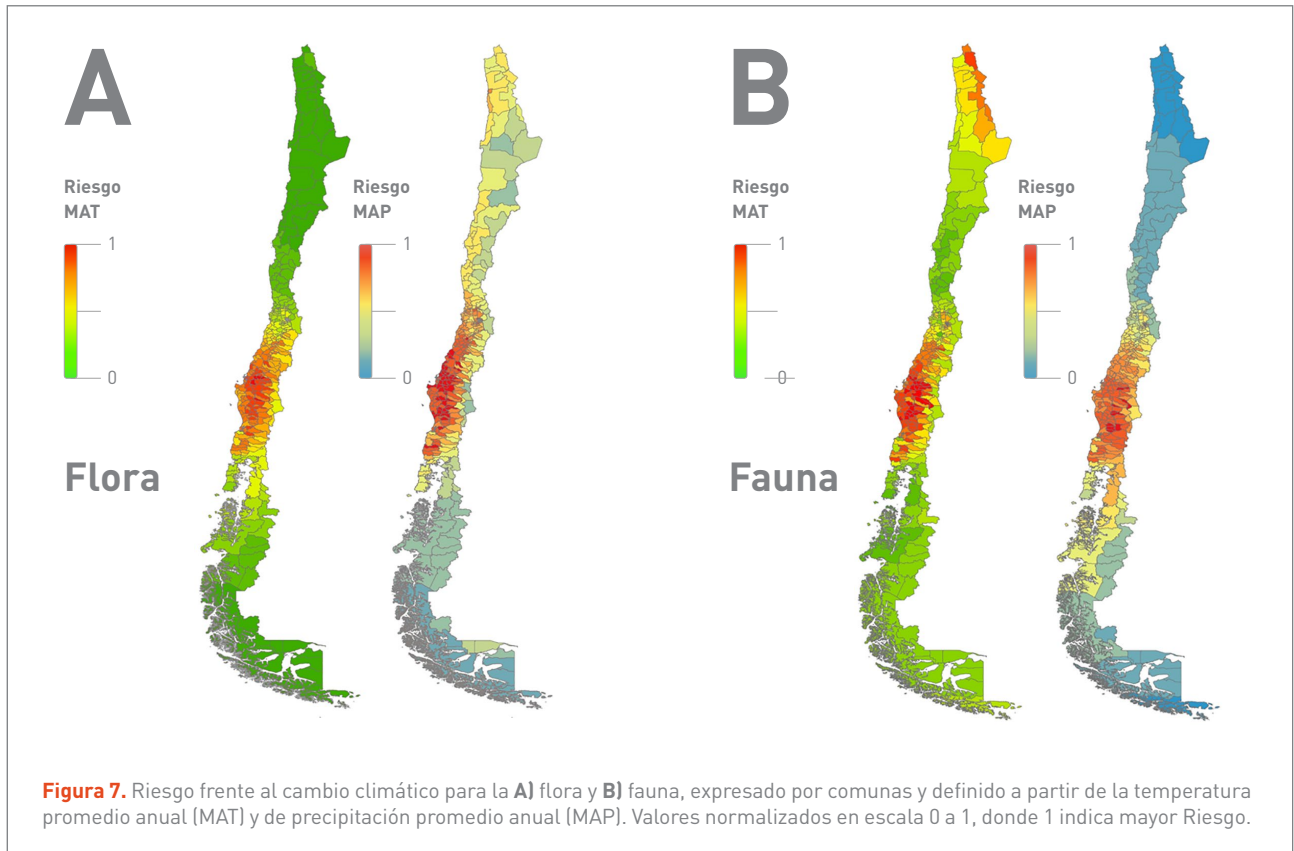 A
B
Riesgo
MAT
1
0
Riesgo
MAP
1
0
Flora
Riesgo
MAT
1
0
Riesgo
MAP
1
0
Fauna
Figura 7. Riesgo frente al cambio climático para la A) flora y B) fauna, expresado por comunas y definido a partir de la temperatura
promedio anual (MAT) y de precipitación promedio anual (MAP). Valores normalizados en escala 0 a 1, donde 1 indica mayor Riesgo.